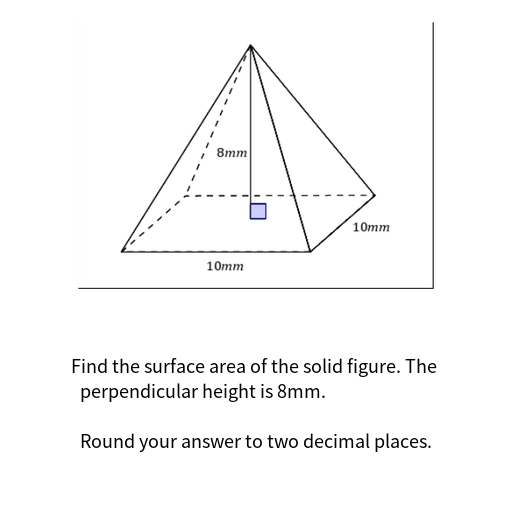 8mm
10mm
10mm
Find the surface area of the solid figure. The
perpendicular height is 8mm.
Round your answer to two decimal places.